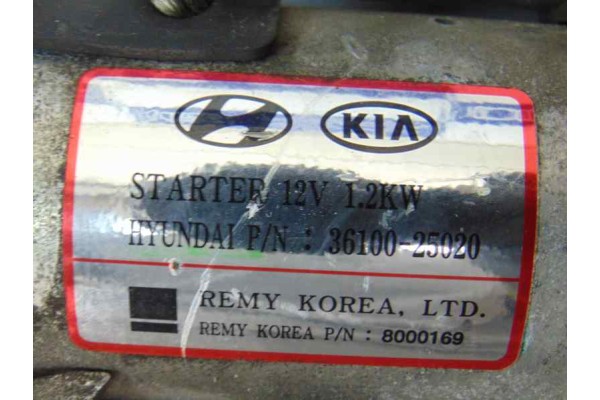 KIA
STARTER 12V 1.2KW
HYUNDAI P/N : 36100-25020
REMY KOREA, LTD.
REMY KOREA P/N : 8000169